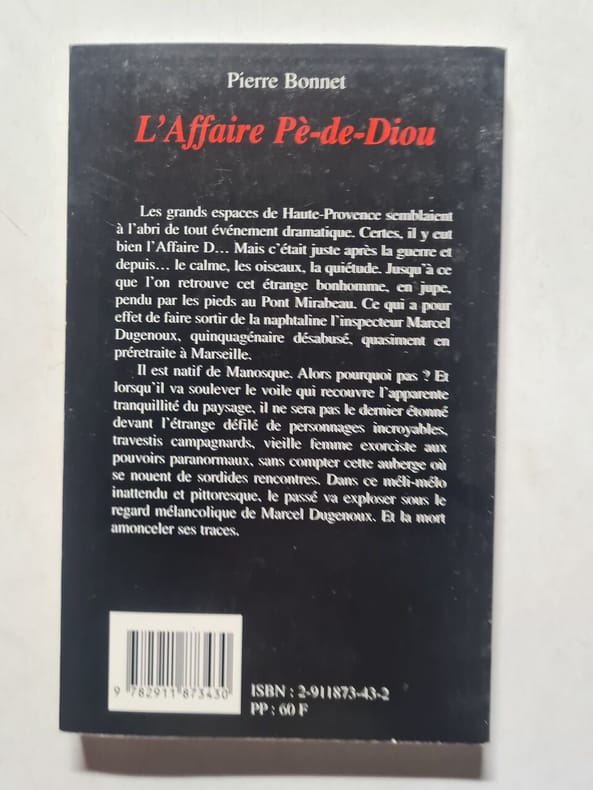 Pierre Bonnet
L'Affaire Pè-de-Diou
Les grands espaces de Haute-Provence semblaient
à l'abri de tout événement dramatique. Certes, il y eut
bien l'Affaire D... Mais c'était juste après la guerre et
depuis... le calme, les oiseaux, la quiétude. Jusqu'à ce
que l'on retrouve cet étrange bonhomme, en jupe,
pendu par les pieds au Pont Mirabeau. Ce qui a pour
effet de faire sortir de la naphtaline l'inspecteur Marcel
Dugenoux, quinquagénaire désabusé, quasiment en
préretraite à Marseille.
Il est natif de Manosque. Alors pourquoi pas ? Et
lorsqu'il va soulever le voile qui recouvre l'apparente
tranquillité du paysage, il ne sera pas le dernier étonné
devant l'étrange défilé de personnages incroyables,
travestis campagnards, vieille femme exorciste aux
pouvoirs paranormaux, sans compter cette auberge où
se nouent de sordides rencontres. Dans ce méli-mélo
inattendu et pittoresque, le passé va exploser sous le
regard mélancolique de Marcel Dugenoux. Et la mort
amonceler ses traces.
9 782911 873430
ISBN : 2-911873-43-2
PP : 60 F